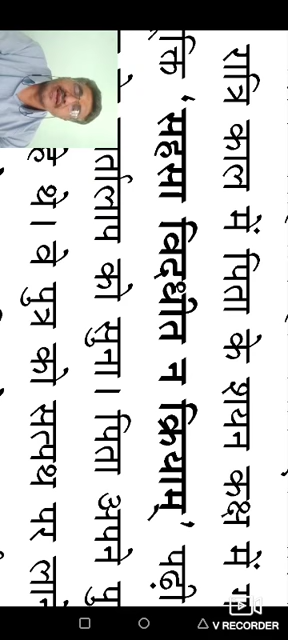 रात्रि काल में पिता के शयन कक्ष में
कि ‘सहसा विदधीत न क्रियाम्’ पढ़ी
को सुना। पिता अपने
थे। वे पुत्र को सत्पथ पर
V RECORDER